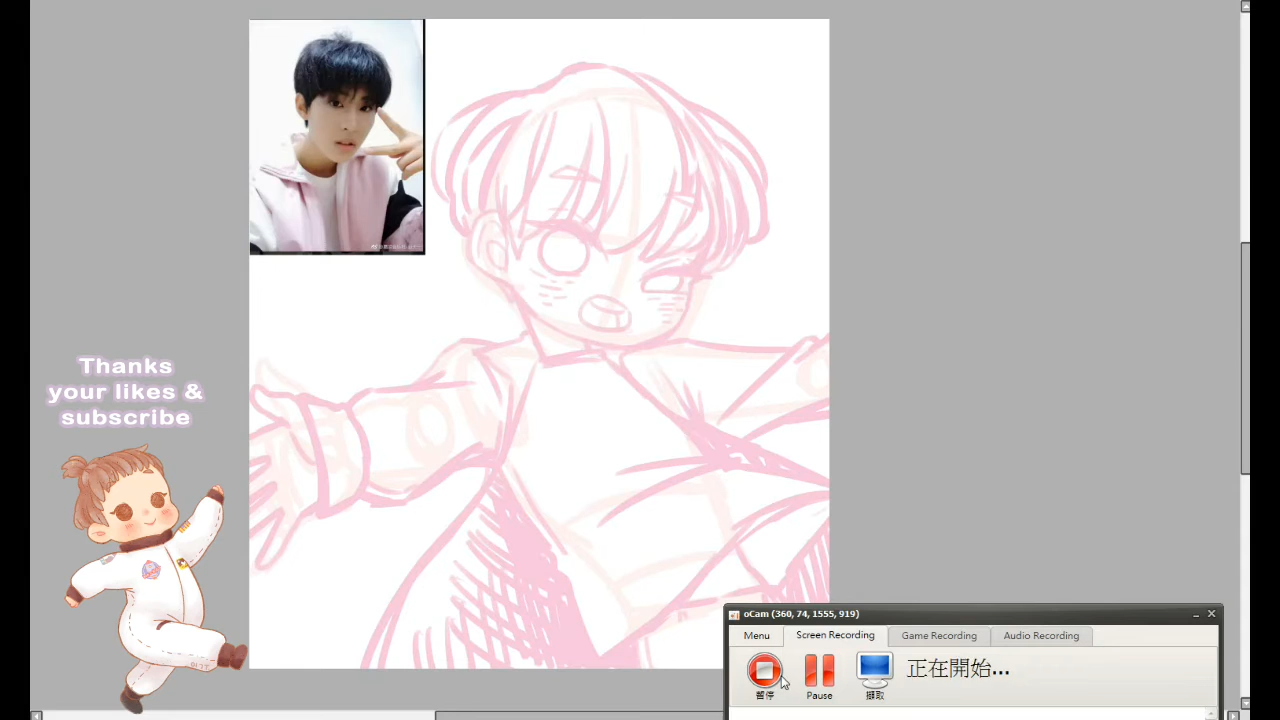 Thanks
your likes &
subscribe
oCam (360, 74, 1555, 919)
Menu
Screen Recording
Game Recording
Audio Recording
暫停
Pause
擷取
正在開始...